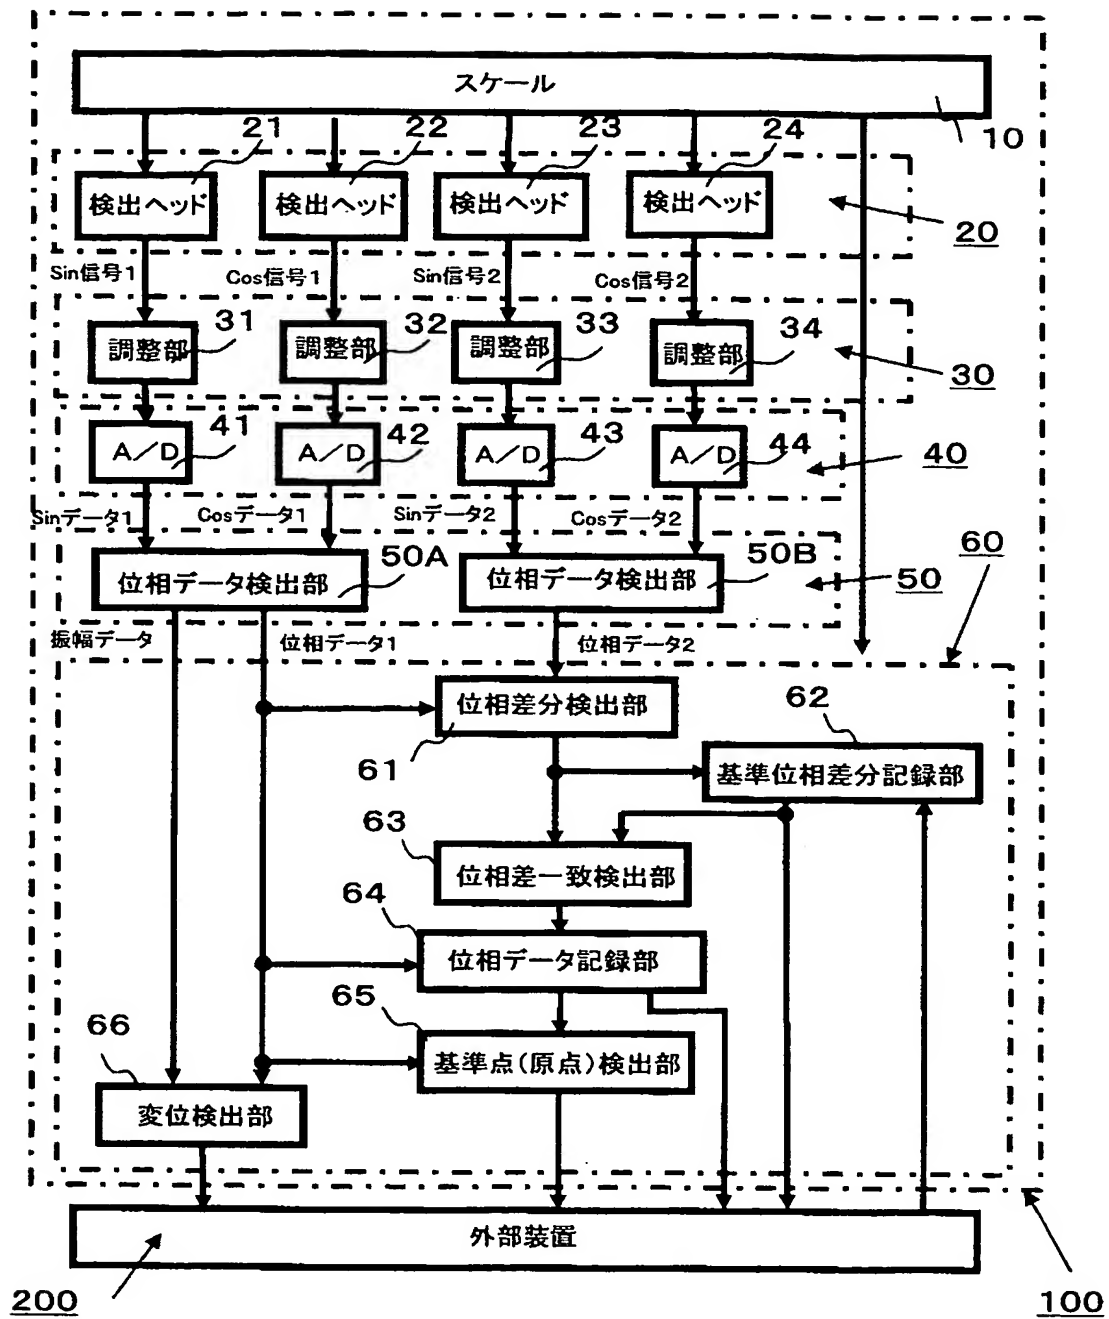 スケール
10
21
22
23
24
検出ヘッド
検出ヘッド
検出ヘッド
検出ヘッド
20
Sin信号1
Cos信号1
Sin信号2
Cos信号2
31
32
33
34
調整部
調整部
調整部
調整部
30
41
42
43
44
A/D
A/D
A/D
A/D
40
Sinデータ1
Cosデータ1
Sinデータ2
Cosデータ2
60
50A
50B
位相データ検出部
位相データ検出部
50
振幅データ
位相データ1
位相データ2
位相差分検出部
61
62
基準位相差分記録部
63
位相差一致検出部
64
位相データ記録部
65
基準点(原点)検出部
66
変位検出部
外部装置
200
100